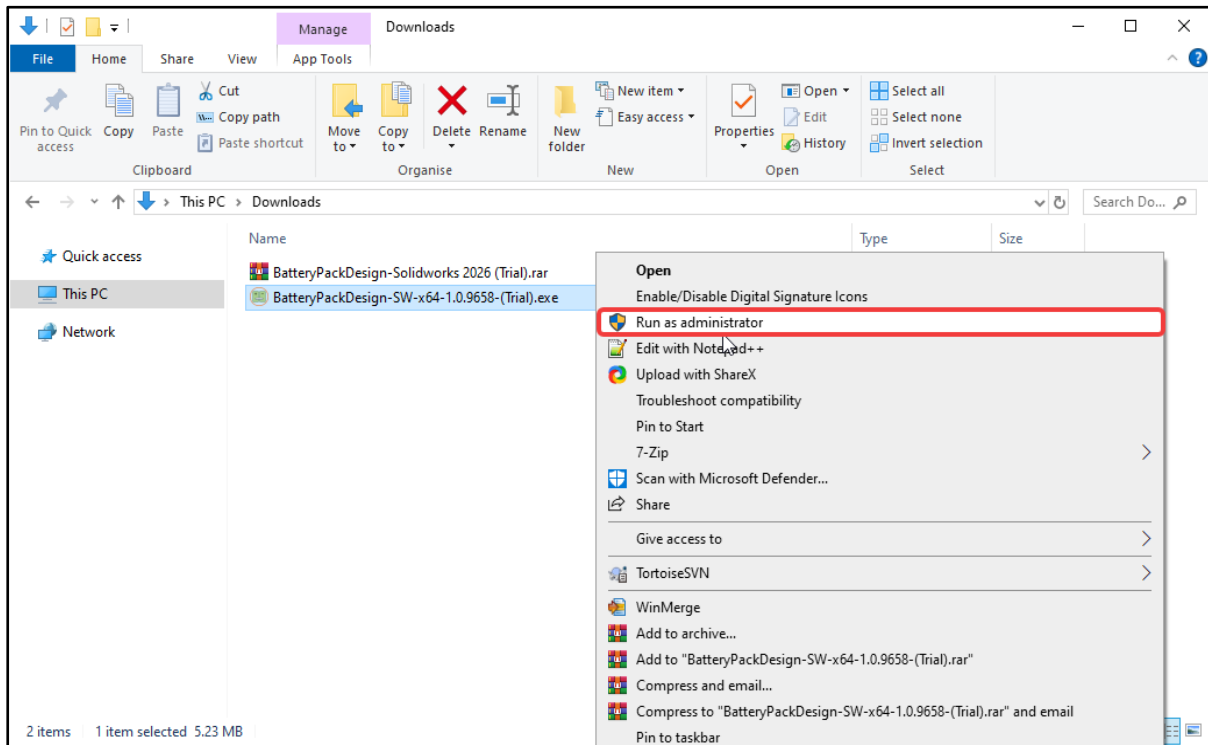 Manage Downloads
File Home Share View App Tools
Pin to Quick access
Copy
Paste
Cut
Copy path
Paste shortcut
Clipboard
Move to
Copy to
Delete
Rename
Organise
New folder
New item
Easy access
New
Properties
Open
Edit
History
Open
Select all
Select none
Invert selection
Select
This PC > Downloads
Search Do...
Quick access
This PC
Network
Name Type Size
BatteryPackDesign-Solidworks 2026 (Trial).rar
BatteryPackDesign-SW-x64-1.0.9658-(Trial).exe
Open
Enable/Disable Digital Signature Icons
Run as administrator
Edit with Notepad++
Upload with ShareX
Troubleshoot compatibility
Pin to Start
7-Zip
Scan with Microsoft Defender...
Share
Give access to
TortoiseSVN
WinMerge
Add to archive...
Add to "BatteryPackDesign-SW-x64-1.0.9658-(Trial).rar"
Compress and email...
Compress to "BatteryPackDesign-SW-x64-1.0.9658-(Trial).rar" and email
Pin to taskbar
2 items 1 item selected 5.23 MB